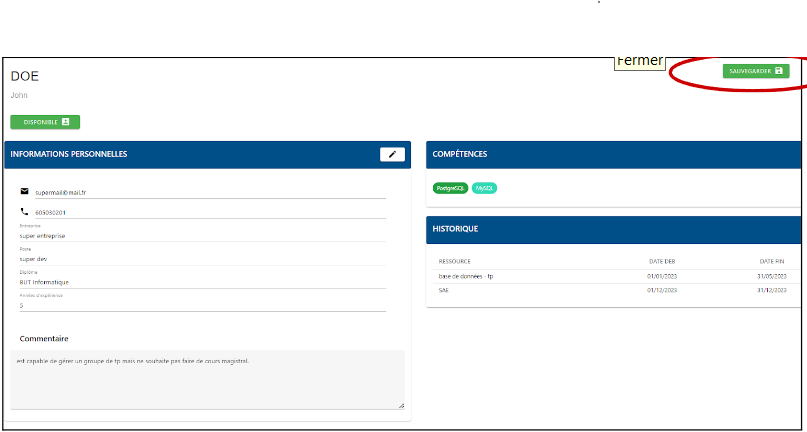 Fermer
SAUVEGARDER
DOE
John
DISPONIBLE
INFORMATIONS PERSONNELLES
supermail@mail.fr
605030201
Entreprise
super entreprise
Poste
super dev
Diplôme
BUT Informatique
Années d'expérience
5
Commentaire
est capable de gérer un groupe de tp mais ne souhaite pas faire de cours magistral.
COMPÉTENCES
PostgreSQL MySQL
HISTORIQUE
RESSOURCE DATE DEB DATE FIN
base de données - tp 01/01/2023 31/05/2023
SAE 01/12/2023 31/12/2023